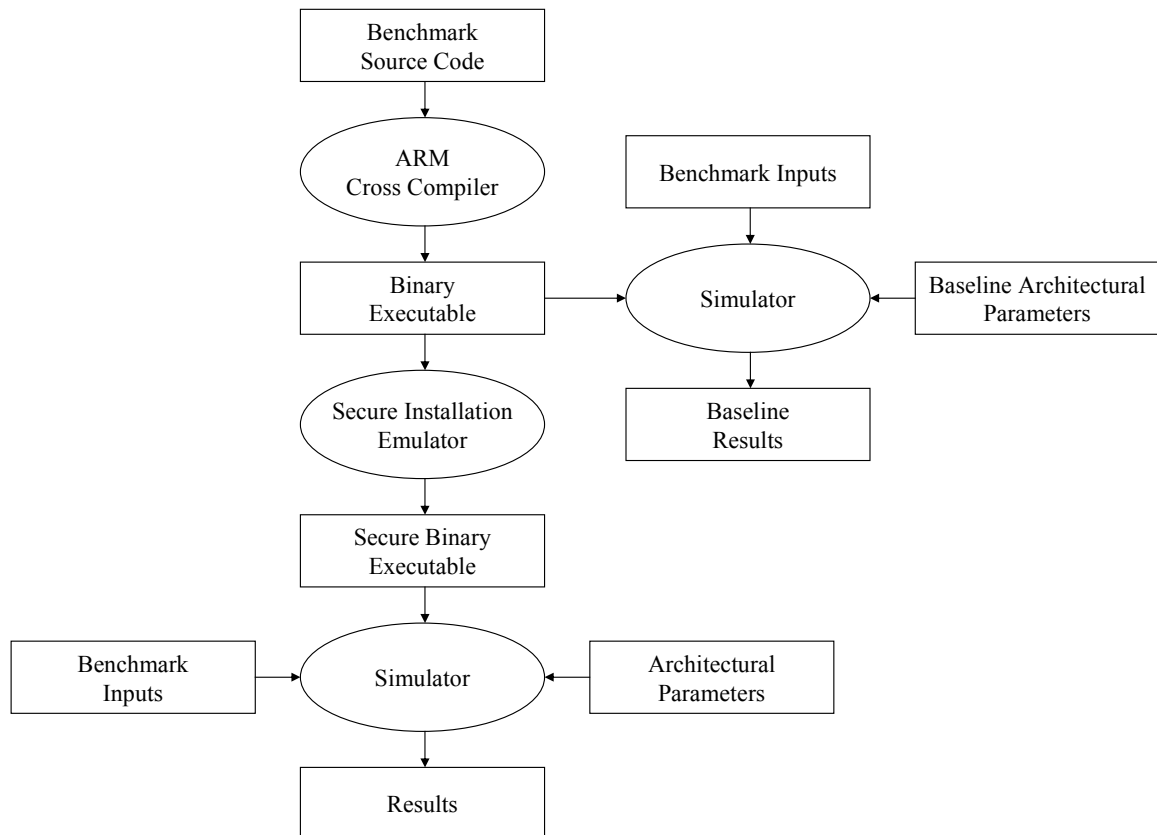 Benchmark
Source Code
ARM
Cross Compiler
Benchmark Inputs
Binary
Executable
Simulator
Baseline Architectural
Parameters
Secure Installation
Emulator
Baseline
Results
Secure Binary
Executable
Benchmark
Inputs
Simulator
Architectural
Parameters
Results